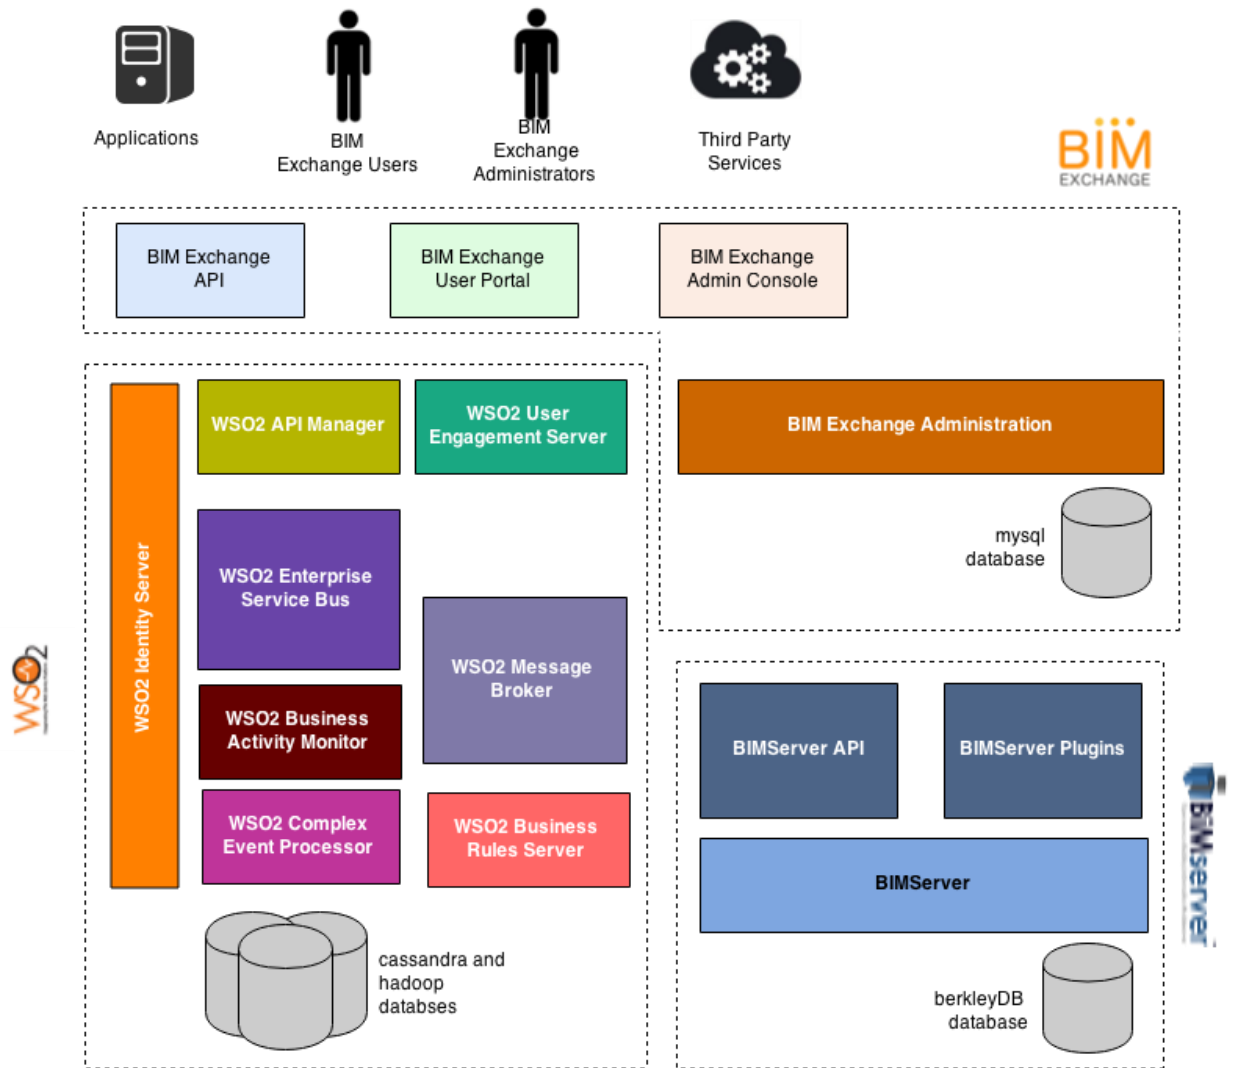 Applications
BIM
Exchange Users
BIM
Exchange
Administrators
Third Party
Services
BiM
EXCHANGE
BIM Exchange
API
BIM Exchange
User Portal
BIM Exchange
Admin Console
WSO2 Identity Server
WSO2 API Manager
WSO2 User
Engagement Server
BIM Exchange Administration
mysql
database
WSO2 Enterprise
Service Bus
WSO2 Message
Broker
WSO2
WSO2 Business
Activity Monitor
BIMServer API
BIMServer Plugins
WSO2 Complex
Event Processor
WSO2 Business
Rules Server
BIMServer
BiMserver
cassandra and
hadoop
databses
berkleyDB
database